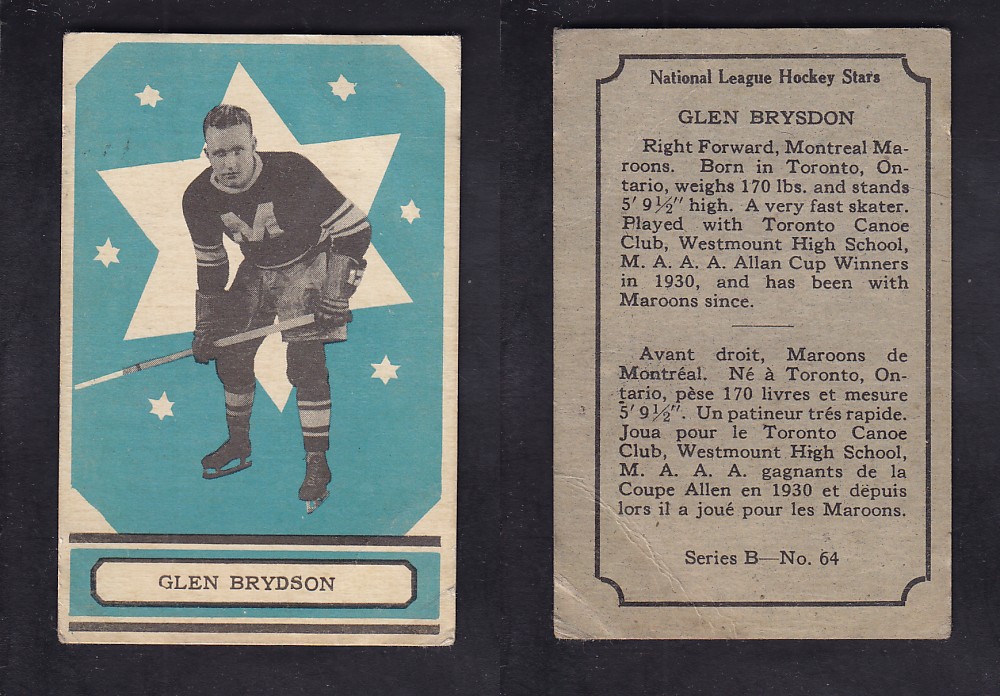 M
GLEN BRYDSON
National League Hockey Stars
GLEN BRYSDON
Right Forward, Montreal Ma-
roons. Born in Toronto, On-
tario, weighs 170 lbs. and stands
5' 9½" high. A very fast skater.
Played with Toronto Canoe
Club, Westmount High School,
M. A. A. A. Allan Cup Winners
in 1930, and has been with
Maroons since.
Avant droit, Maroons de
Montréal. Né à Toronto, On-
tario, pèse 170 livres et mesure
5' 9½". Un patineur trés rapide.
Joua pour le Toronto Canoe
Club, Westmount High School,
M. A. A. A. gagnants de la
Coupe Allen en 1930 et dëpuis
lors il a joué pour les Maroons.
Series B—No. 64